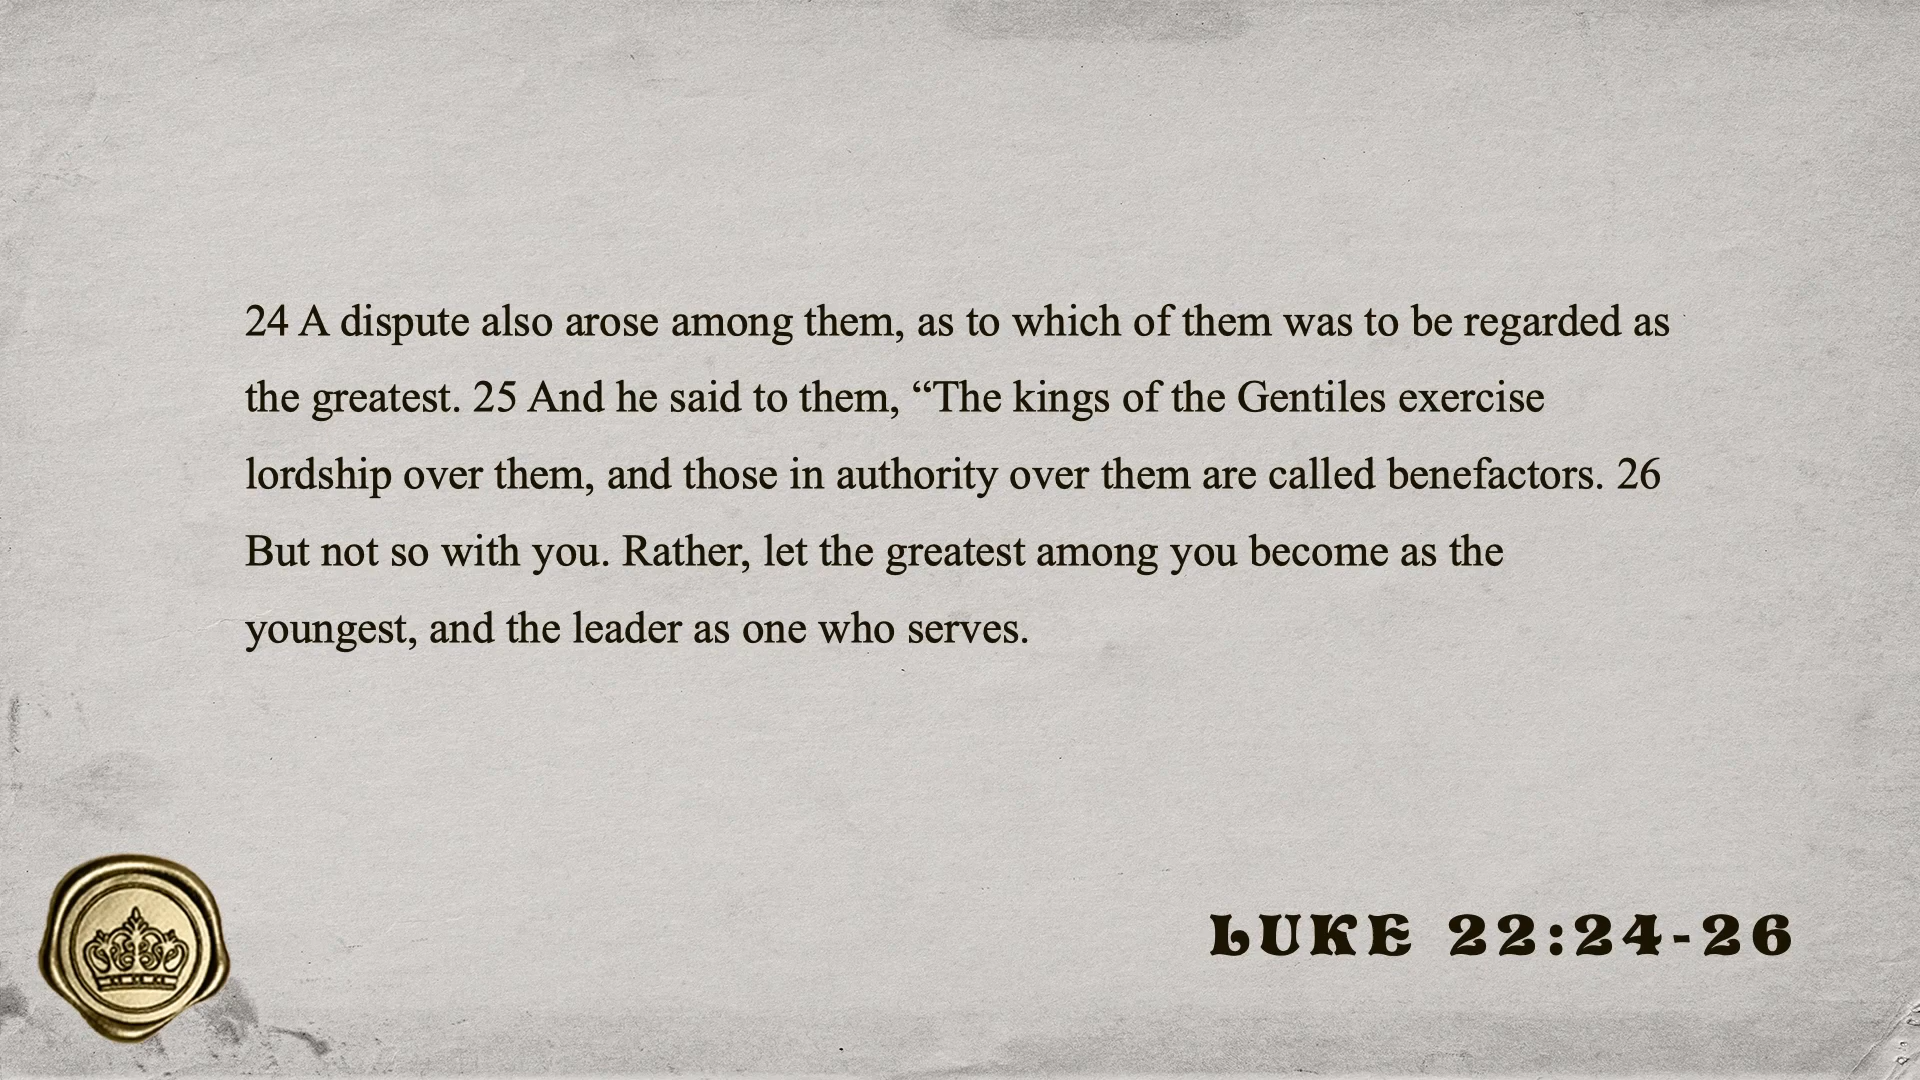 24 A dispute also arose among them, as to which of them was to be regarded as
the greatest. 25 And he said to them, “The kings of the Gentiles exercise
lordship over them, and those in authority over them are called benefactors. 26
But not so with you. Rather, let the greatest among you become as the
youngest, and the leader as one who serves.
LUKE 22:24-26